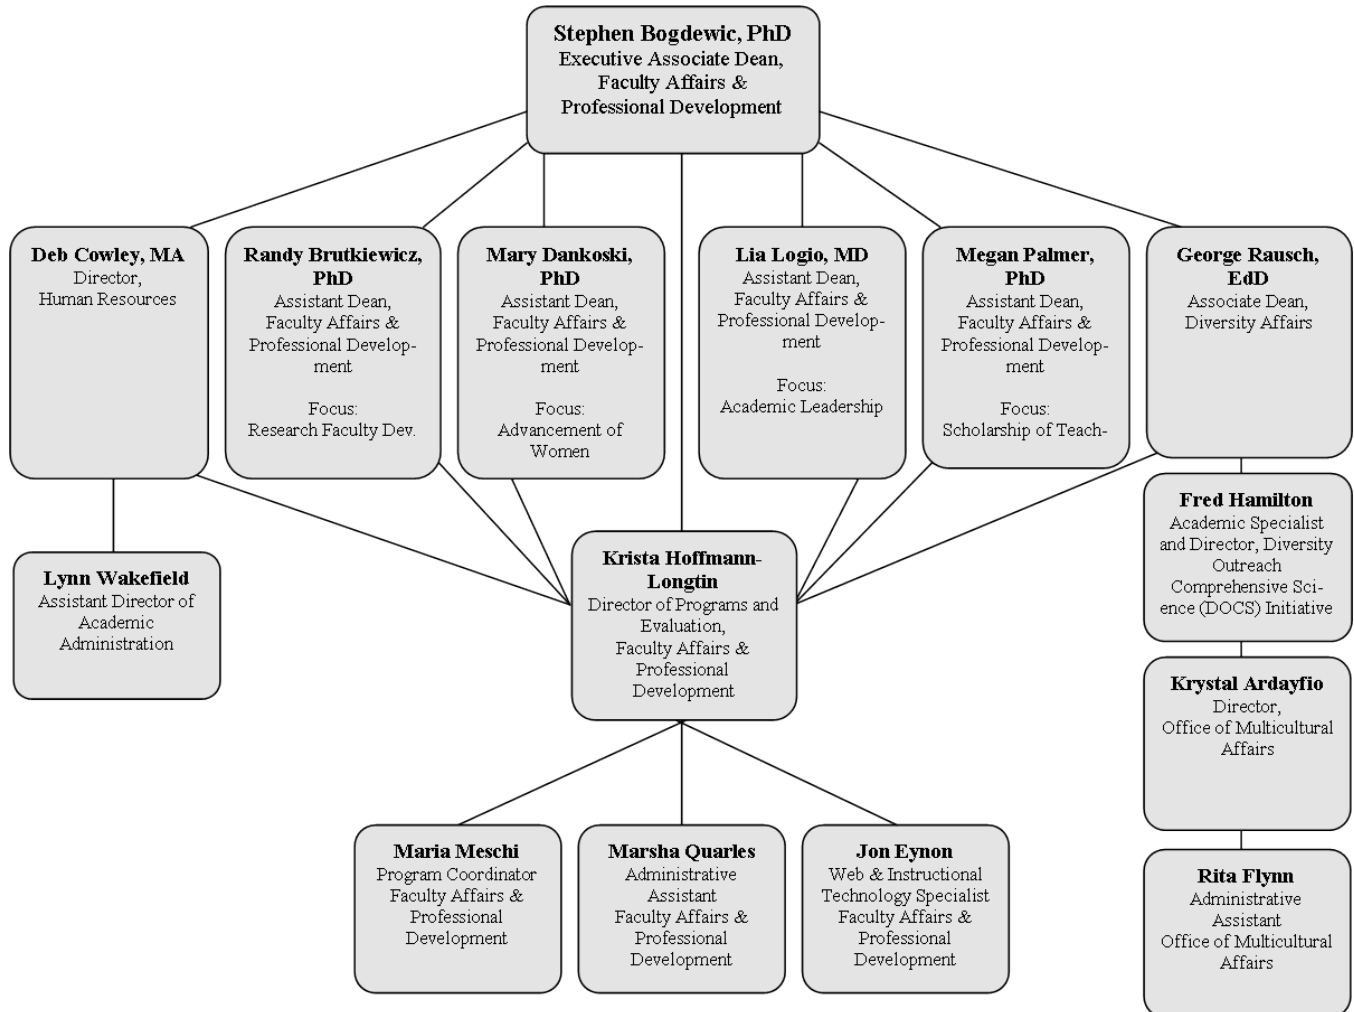 Stephen Bogdewic, PhD
Executive Associate Dean,
Faculty Affairs &
Professional Development
Deb Cowley, MA
Director,
Human Resources
Randy Brutkiewicz,
PhD
Assistant Dean,
Faculty Affairs &
Professional Develop-
ment
Focus:
Research Faculty Dev.
Mary Dankoski,
PhD
Assistant Dean,
Faculty Affairs &
Professional Develop-
ment
Focus:
Advancement of
Women
Lia Logio, MD
Assistant Dean,
Faculty Affairs &
Professional Develop-
ment
Focus:
Academic Leadership
Megan Palmer,
PhD
Assistant Dean,
Faculty Affairs &
Professional Develop-
ment
Focus:
Scholarship of Teach-
George Rausch,
EdD
Associate Dean,
Diversity Affairs
Lynn Wakefield
Assistant Director of
Academic
Administration
Krista Hoffmann-
Longtin
Director of Programs and
Evaluation,
Faculty Affairs &
Professional
Development
Fred Hamilton
Academic Specialist
and Director, Diversity
Outreach
Comprehensive Sci-
ence (DOCS) Initiative
Krystal Ardayfio
Director,
Office of Multicultural
Affairs
Maria Meschi
Program Coordinator
Faculty Affairs &
Professional
Development
Marsha Quarles
Administrative
Assistant
Faculty Affairs &
Professional
Development
Jon Eynon
Web & Instructional
Technology Specialist
Faculty Affairs &
Professional
Development
Rita Flynn
Administrative
Assistant
Office of Multicultural
Affairs